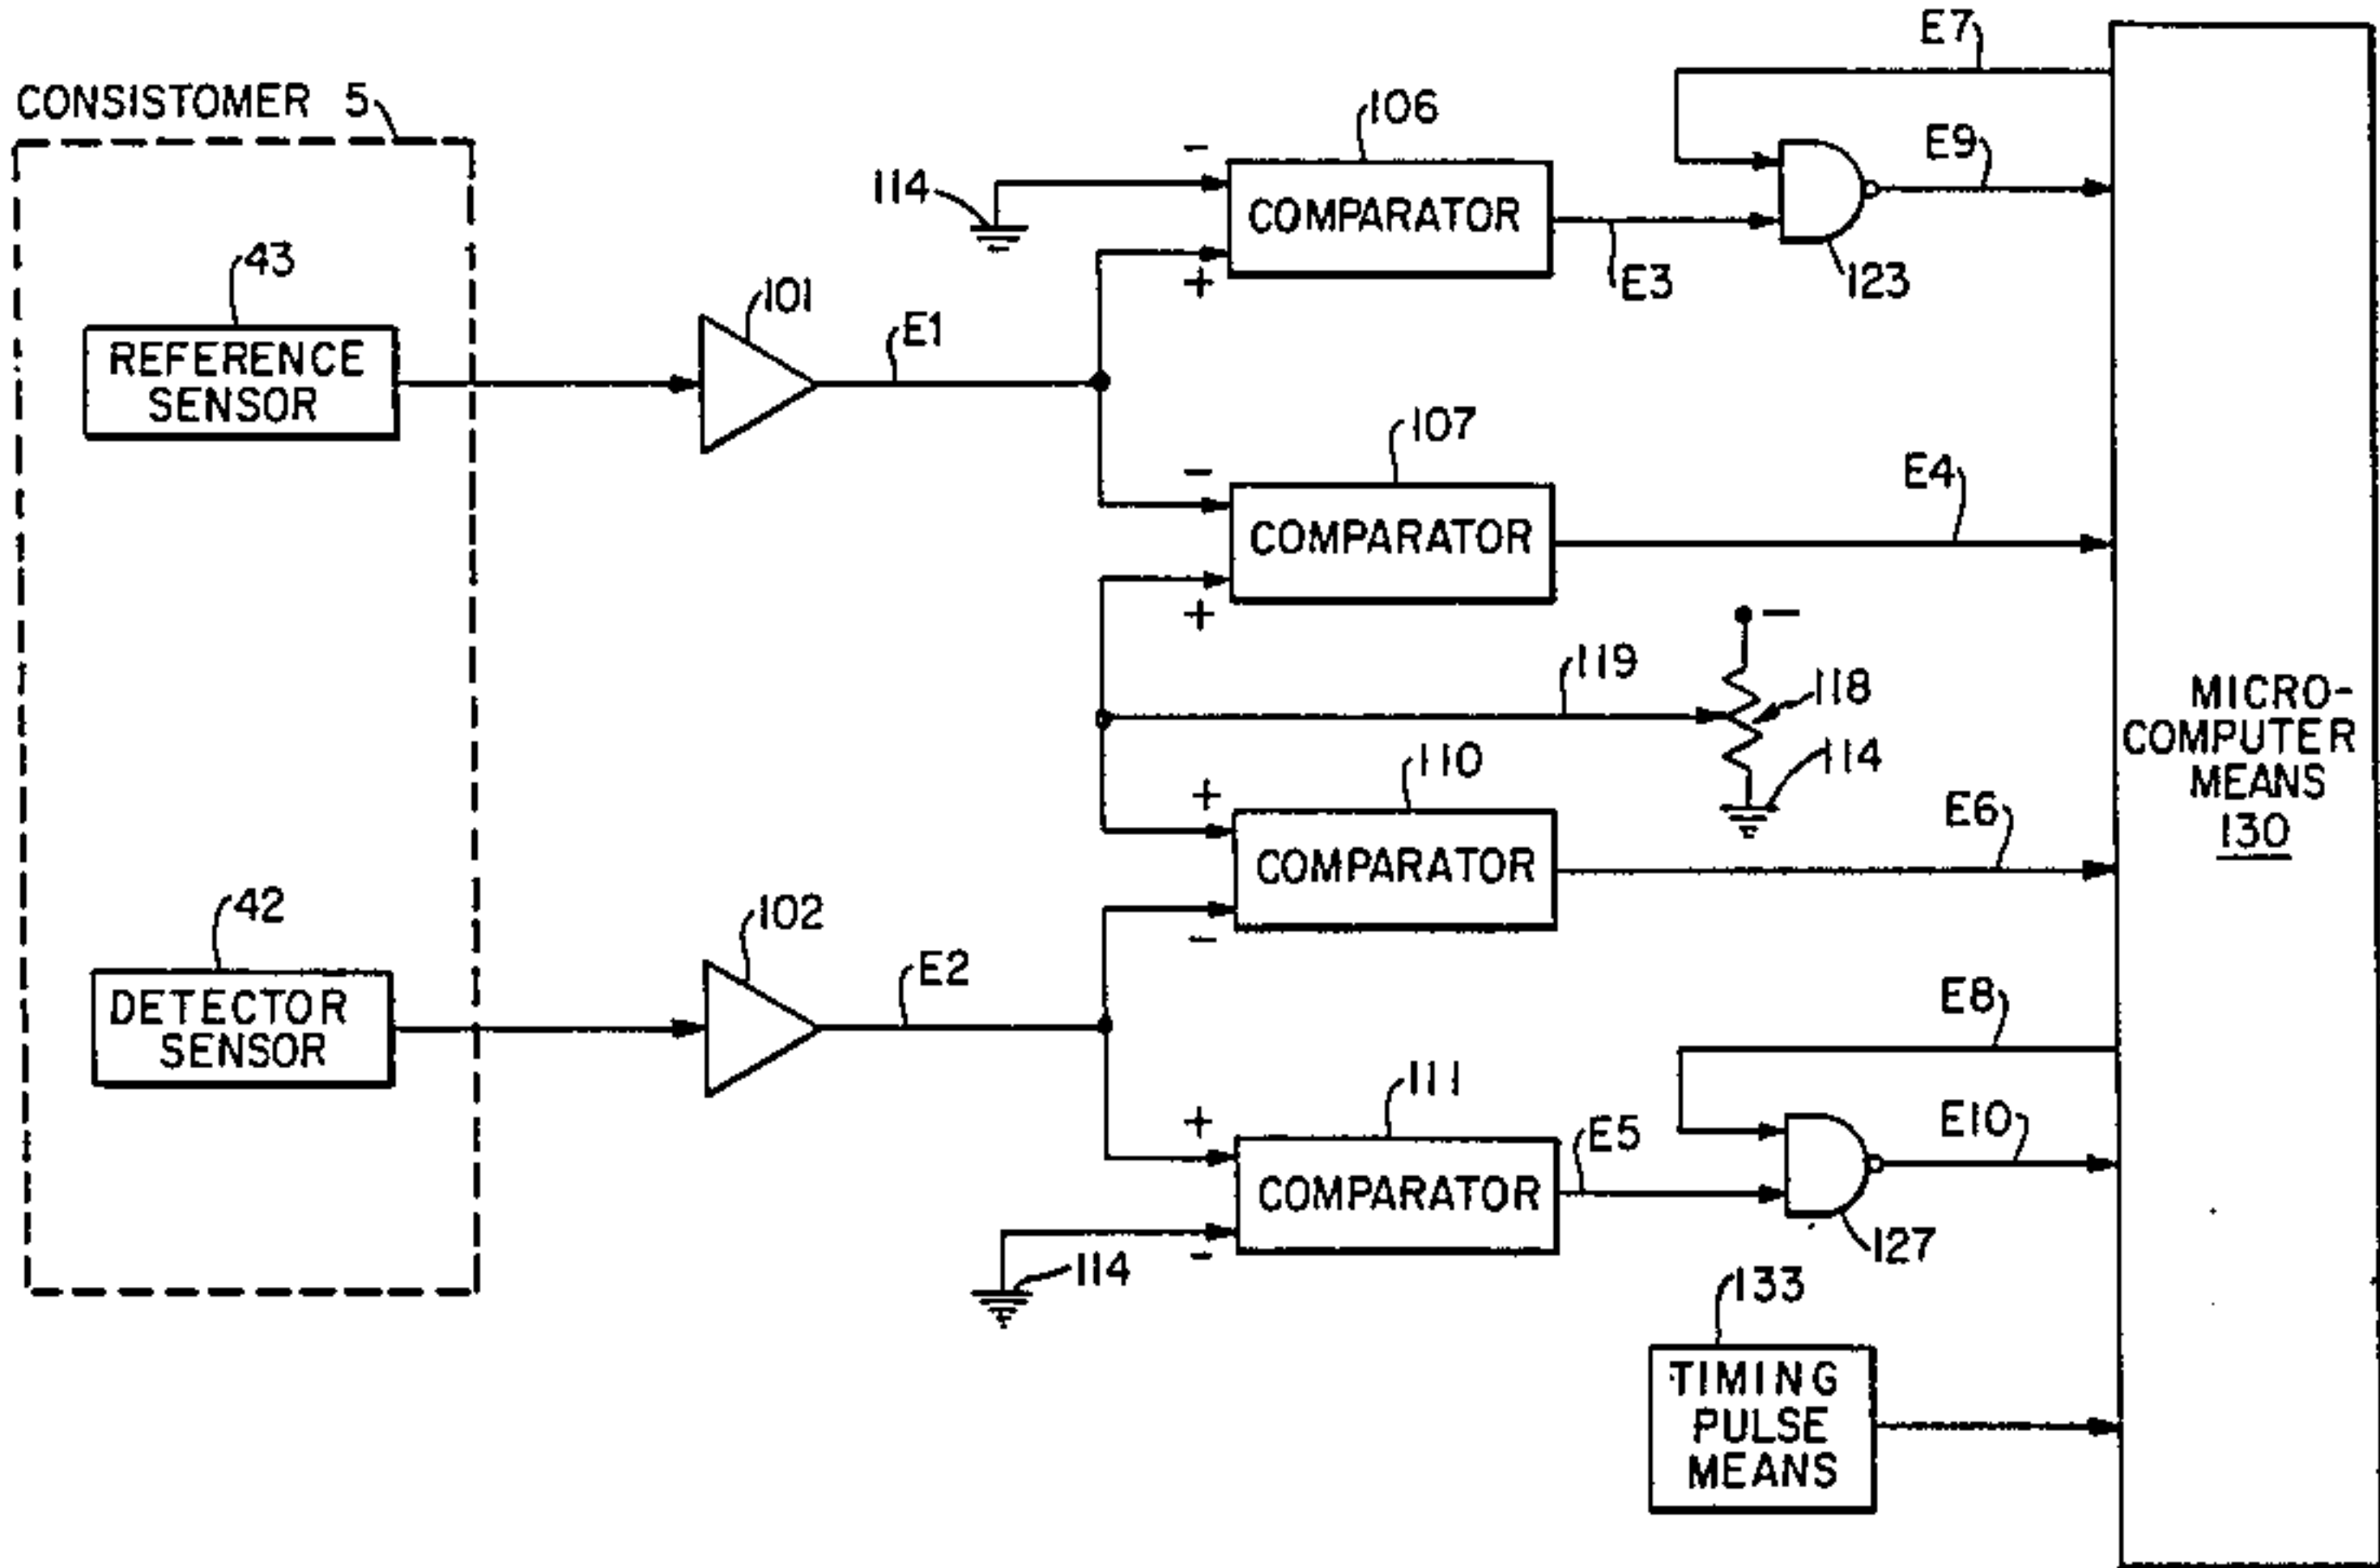 E7
CONSISTOMER 5
106
E9
-
114
COMPARATOR
43
+
E3
123
101
E1
REFERENCE
SENSOR
107
-
E4
COMPARATOR
+
-
119
118
MICRO-
COMPUTER
MEANS
130
110
114
+
E6
COMPARATOR
42
102
-
E2
E8
DETECTOR
SENSOR
111
+
E5
E10
COMPARATOR
-
114
127
133
TIMING
PULSE
MEANS